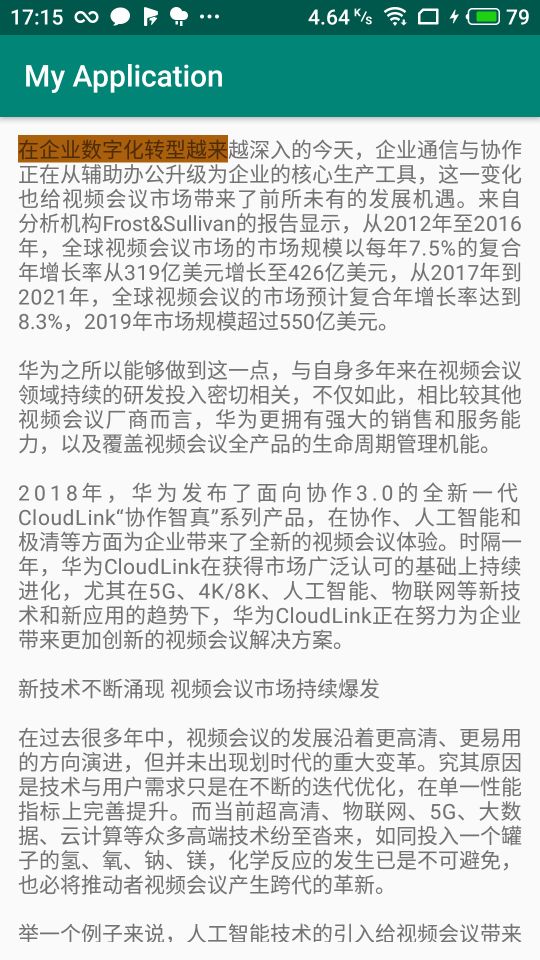 17:15 4.64 K/s 79
My Application
在企业数字化转型越来越深入的今天，企业通信与协作
正在从辅助办公升级为企业的核心生产工具，这一变化
也给视频会议市场带来了前所未有的发展机遇。来自
分析机构Frost&Sullivan的报告显示，从2012年至2016
年，全球视频会议市场的市场规模以每年7.5%的复合
年增长率从319亿美元增长至426亿美元，从2017年到
2021年，全球视频会议的市场预计复合年增长率达到
8.3%，2019年市场规模超过550亿美元。
华为之所以能够做到这一点，与自身多年来在视频会议
领域持续的研发投入密切相关，不仅如此，相比较其他
视频会议厂商而言，华为更拥有强大的销售和服务能
力，以及覆盖视频会议全产品的生命周期管理机能。
2018年，华为发布了面向协作3.0的全新一代
CloudLink“协作智真”系列产品，在协作、人工智能和
极清等方面为企业带来了全新的视频会议体验。时隔一
年，华为CloudLink在获得市场广泛认可的基础上持续
进化，尤其在5G、4K/8K、人工智能、物联网等新技
术和新应用的趋势下，华为CloudLink正在努力为企业
带来更加创新的视频会议解决方案。
新技术不断涌现 视频会议市场持续爆发
在过去很多年中，视频会议的发展沿着更高清、更易用
的方向演进，但并未出现划时代的重大变革。究其原因
是技术与用户需求只是在不断的迭代优化，在单一性能
指标上完善提升。而当前超高清、物联网、5G、大数
据、云计算等众多高端技术纷至沓来，如同投入一个罐
子的氢、氧、钠、镁，化学反应的发生已是不可避免，
也必将推动者视频会议产生跨代的革新。
举一个例子来说，人工智能技术的引入给视频会议带来